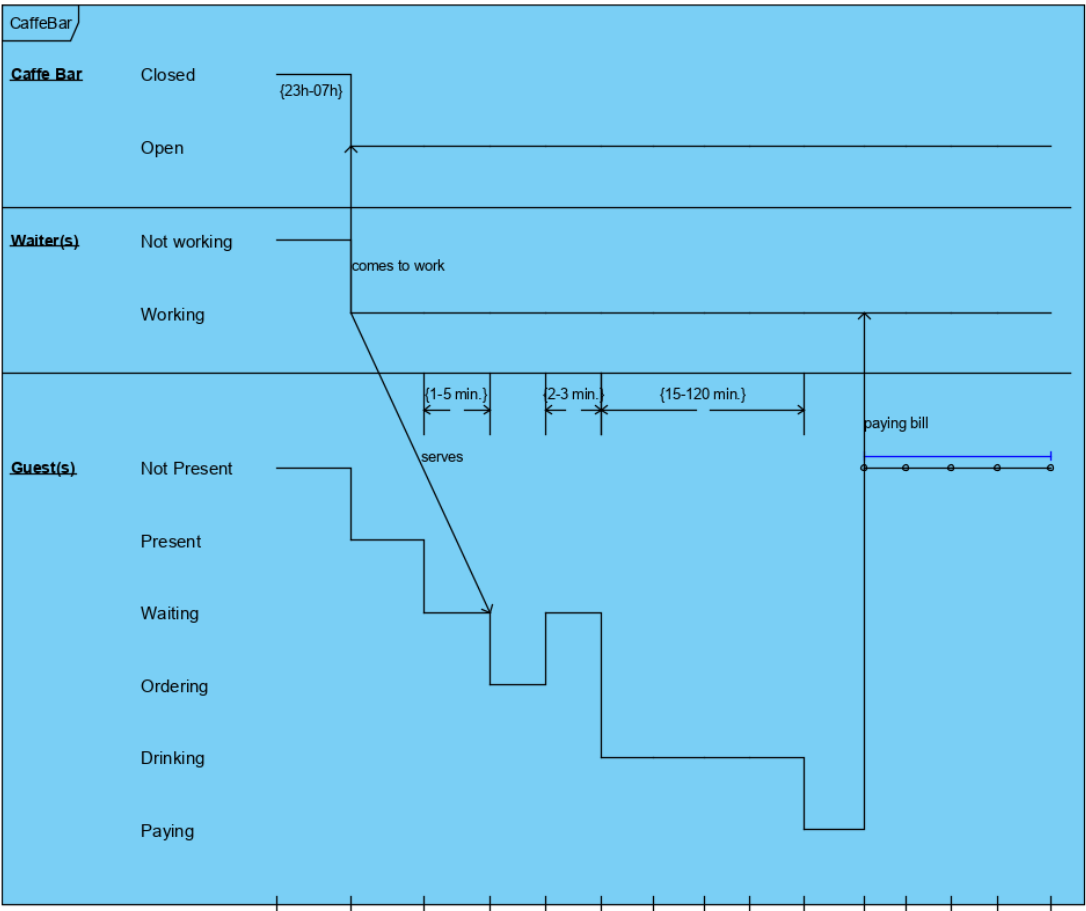 CaffeBar
Caffe Bar
Closed
{23h-07h}
Open
Waiter(s)
Not working
comes to work
Working
{1-5 min.}
{2-3 min.}
{15-120 min.}
paying bill
serves
Guest(s)
Not Present
Present
Waiting
Ordering
Drinking
Paying